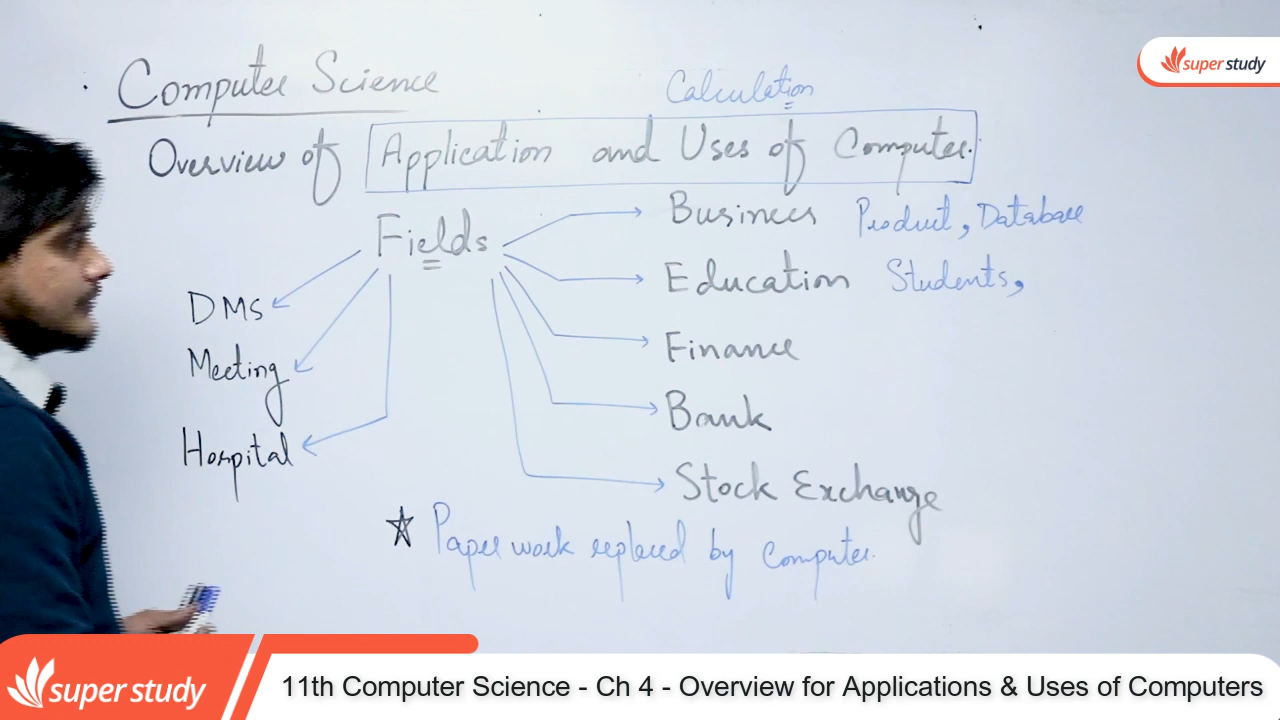 super study
Computer Science
Calculation
Overview of Application and Uses of Computer.
Fields
Business Product, Database
Education Students,
DMS
Finance
Meeting
Bank
Hospital
Stock Exchange
Paper work replaced by Computer.
super study
11th Computer Science - Ch 4 - Overview for Applications & Uses of Computers